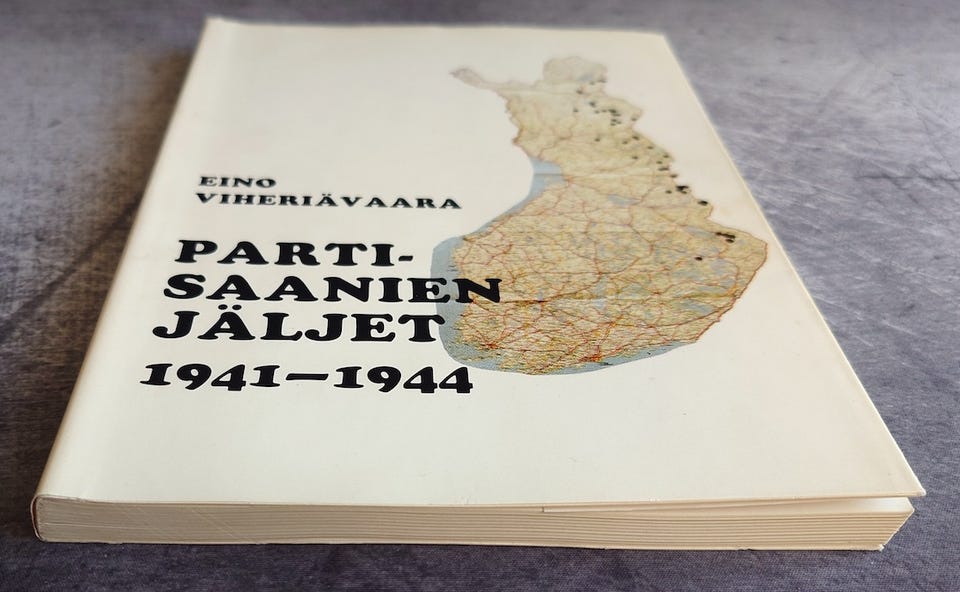 EINO
VIHERIÄVAARA
PARTI-
SAANIEN
JÄLJET
1941–1944